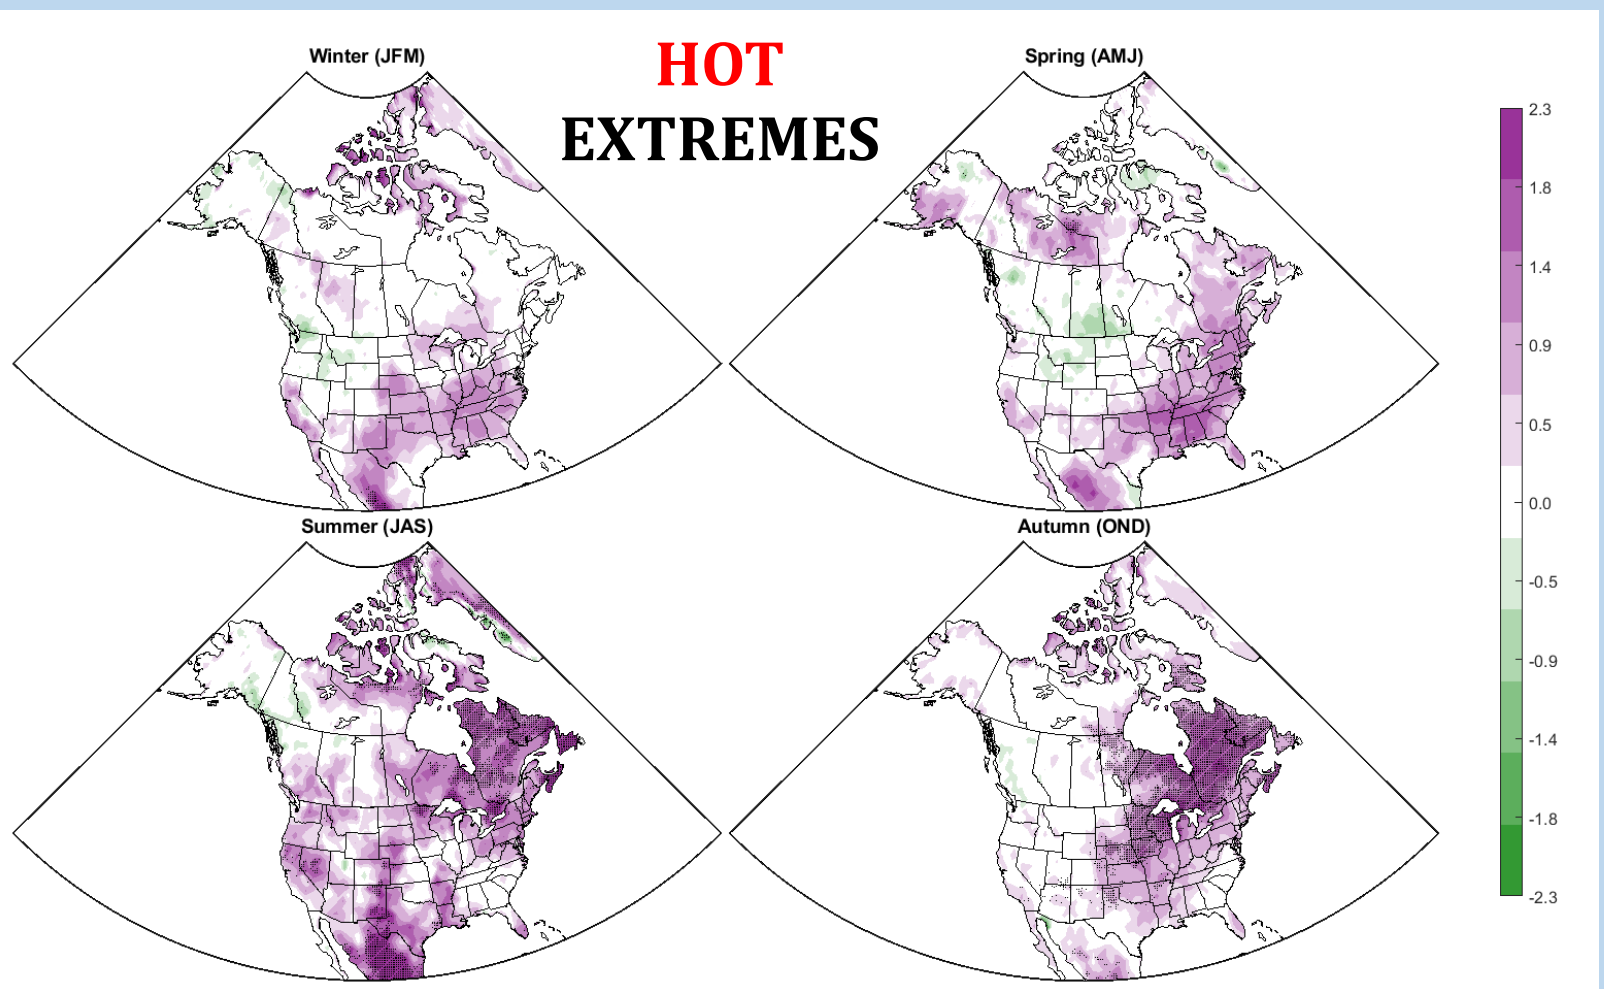 HOT
EXTREMES
Winter (JFM)
Spring (AMJ)
Summer (JAS)
Autumn (OND)
2.3
1.8
1.4
0.9
0.5
0.0
-0.5
-0.9
-1.4
-1.8
-2.3